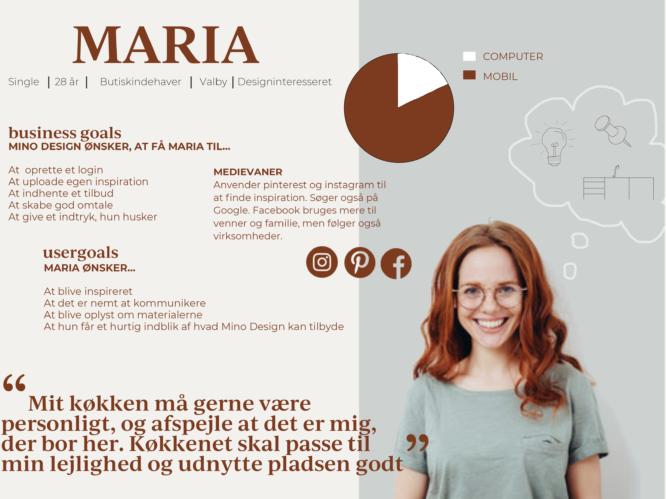 MARIA
Single | 28 år | Butiskindehaver | Valby | Designinteresseret
COMPUTER
MOBIL
business goals
MINO DESIGN ØNSKER, AT FÅ MARIA TIL...
At oprette et login
At uploade egen inspiration
At indhente et tilbud
At skabe god omtale
At give et indtryk, hun husker
MEDIEVANER
Anvender pinterest og instagram til
at finde inspiration. Søger også på
Google. Facebook bruges mere til
venner og familie, men følger også
virksomheder.
usergoals
MARIA ØNSKER...
At blive inspireret
At det er nemt at kommunikere
At blive oplyst om materialerne
At hun får et hurtig indblik af hvad Mino Design kan tilbyde
“Mit køkken må gerne være
personligt, og afspejle at det er mig,
der bor her. Køkkenet skal passe til
min lejlighed og udnytte pladsen godt”